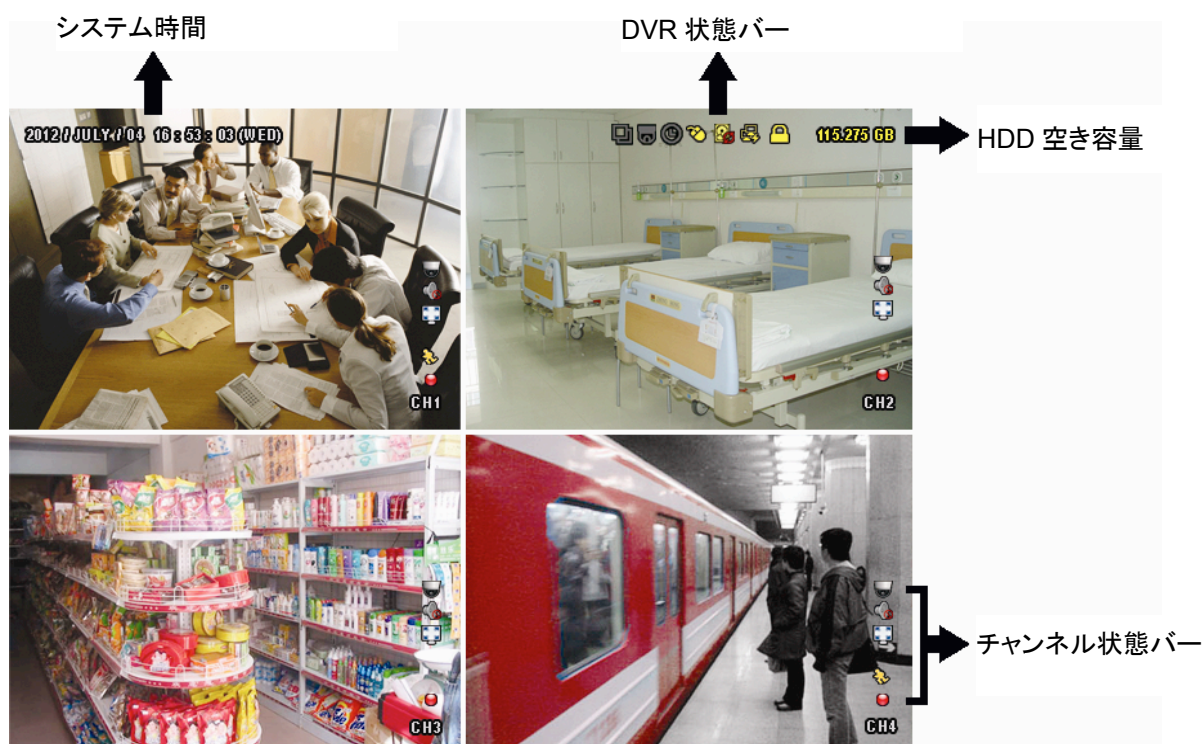 システム時間
DVR 状態バー
2012 / JULY / 04 16 : 53 : 03 (WED)
115.275 GB
HDD 空き容量
CH1
CH2
チャンネル状態バー
CH3
CH4